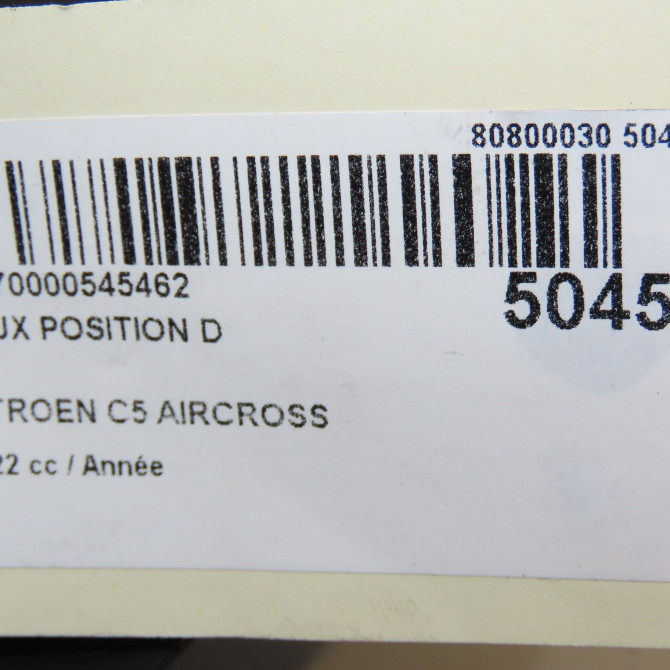 80800030 504
70000545462
5045
UX POSITION D
TROEN C5 AIRCROSS
22 cc / Année